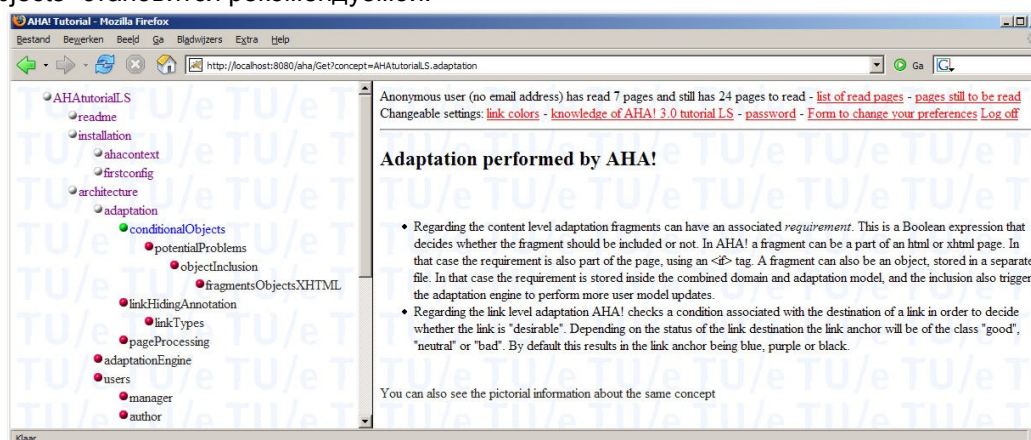 objects" становится рекомендуемой.
AHA! Tutorial - Mozilla Firefox
Bestand Bewerken Beeld Ga Bladwijzers Extra Help
http://localhost:8080/aha/Get?concept=AHAtutorialLS.adaptation
Ga
AHAtutorialLS
readme
installation
ahacontext
firstconfig
architecture
adaptation
conditionalObjects
potentialProblems
objectInclusion
fragmentsObjectsXHTML
linkHidingAnnotation
linkTypes
pageProcessing
adaptationEngine
users
manager
author
Anonymous user (no email address) has read 7 pages and still has 24 pages to read - list of read pages - pages still to be read
Changeable settings: link colors - knowledge of AHA! 3.0 tutorial LS - password - Form to change your preferences Log off
Adaptation performed by AHA!
Regarding the content level adaptation fragments can have an associated requirement. This is a Boolean expression that
decides whether the fragment should be included or not. In AHA! a fragment can be a part of an html or xhtml page. In
that case the requirement is also part of the page, using an <if> tag. A fragment can also be an object, stored in a separate
file. In that case the requirement is stored inside the combined domain and adaptation model, and the inclusion also trigger
the adaptation engine to perform more user model updates.
Regarding the link level adaptation AHA! checks a condition associated with the destination of a link in order to decide
whether the link is "desirable". Depending on the status of the link destination the link anchor will be of the class "good",
"neutral" or "bad". By default this results in the link anchor being blue, purple or black.
You can also see the pictorial information about the same concept
Klaar